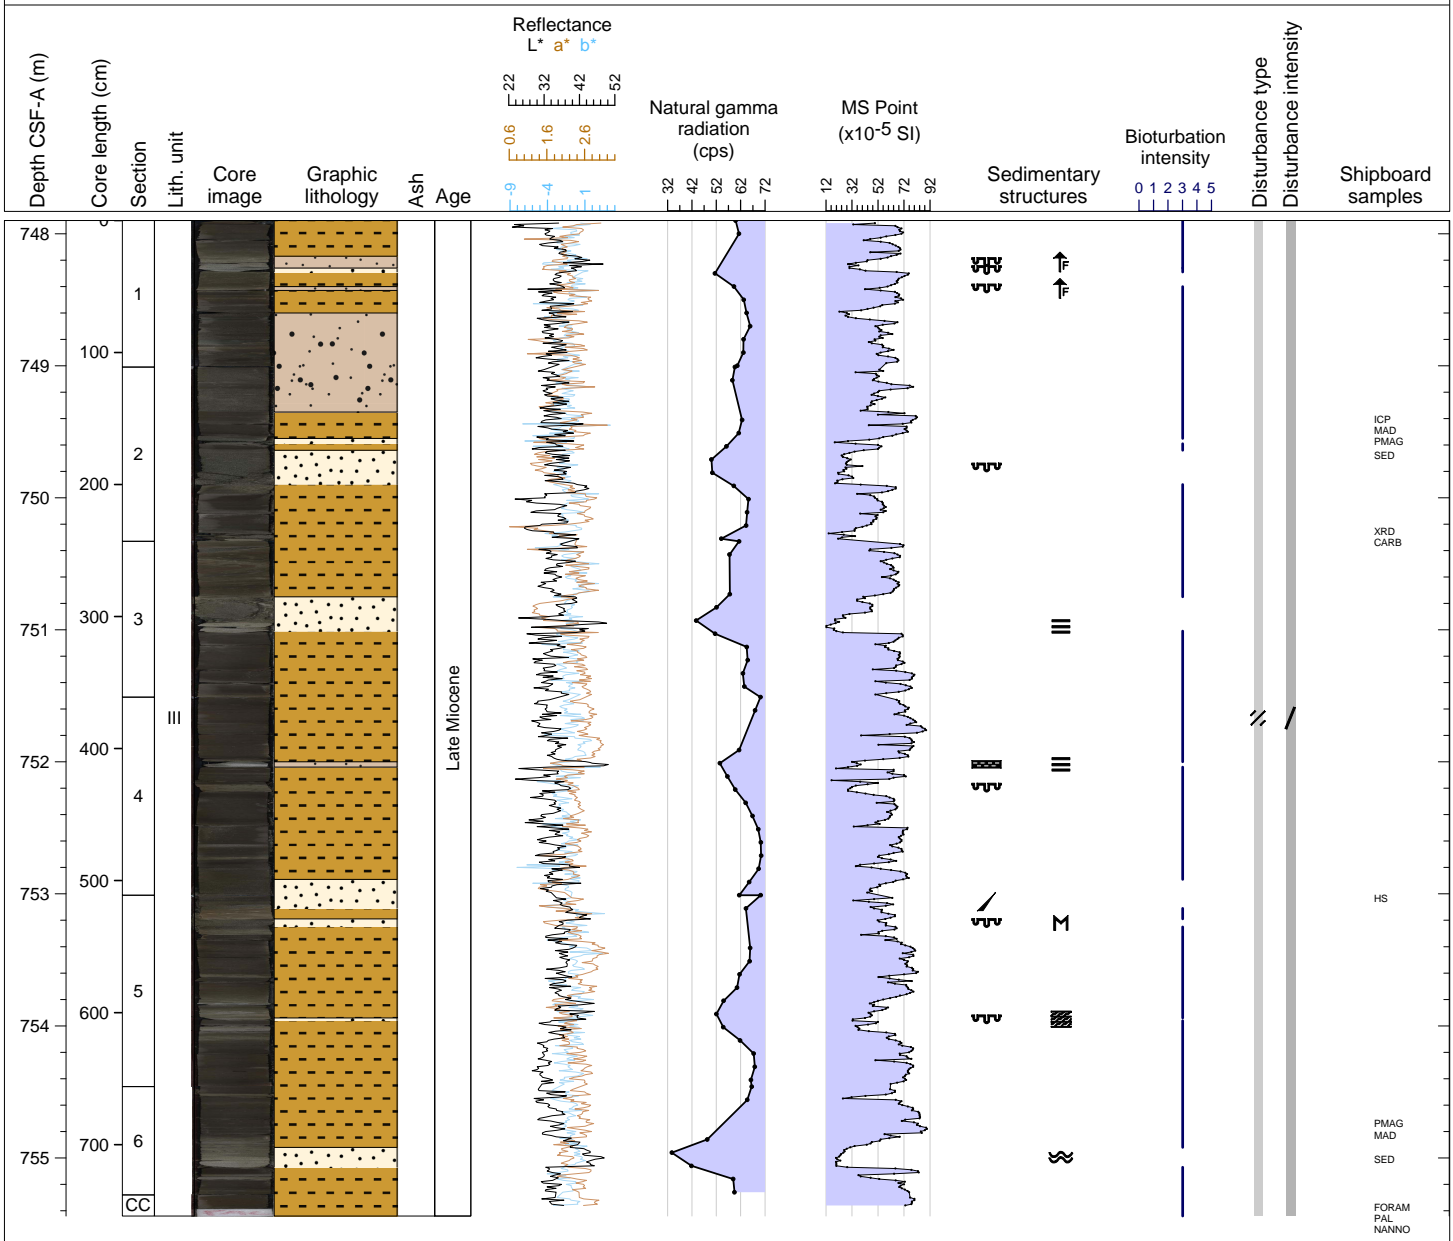 Reflectance
L* a* b*
22 32 42 52
0.6 1.6 2.6
-9 -4 1
Depth CSF-A (m)
Core length (cm)
Section
Lith. unit
Core
image
Graphic
lithology
Ash
Age
Natural gamma
radiation
(cps)
32 42 52 62 72
MS Point
(x10-5 SI)
12 32 52 72 92
Sedimentary
structures
Bioturbation
intensity
0 1 2 3 4 5
Disturbance type
Disturbance intensity
Shipboard
samples
748
749
750
751
752
753
754
755
0
100
200
300
400
500
600
700
1
2
3
4
5
6
CC
III
Late Miocene
F
F
M
ICP
MAD
PMAG
SED
XRD
CARB
HS
PMAG
MAD
SED
FORAM
PAL
NANNO